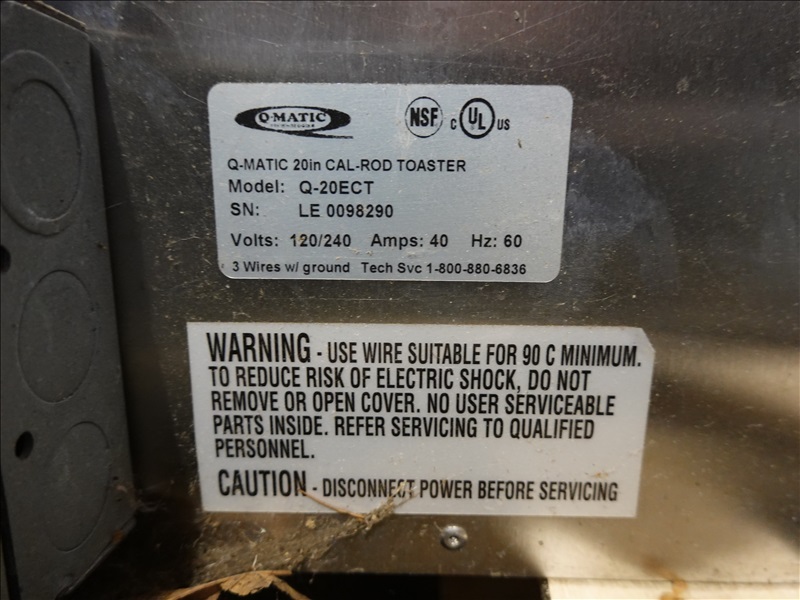 Q-MATIC
NSF
C UL US
Q-MATIC 20in CAL-ROD TOASTER
Model: Q-20ECT
SN: LE 0098290
Volts: 120/240 Amps: 40 Hz: 60
3 Wires w/ ground Tech Svc 1-800-880-6836
WARNING - USE WIRE SUITABLE FOR 90 C MINIMUM.
TO REDUCE RISK OF ELECTRIC SHOCK, DO NOT
REMOVE OR OPEN COVER. NO USER SERVICEABLE
PARTS INSIDE. REFER SERVICING TO QUALIFIED
PERSONNEL.
CAUTION - DISCONNECT POWER BEFORE SERVICING